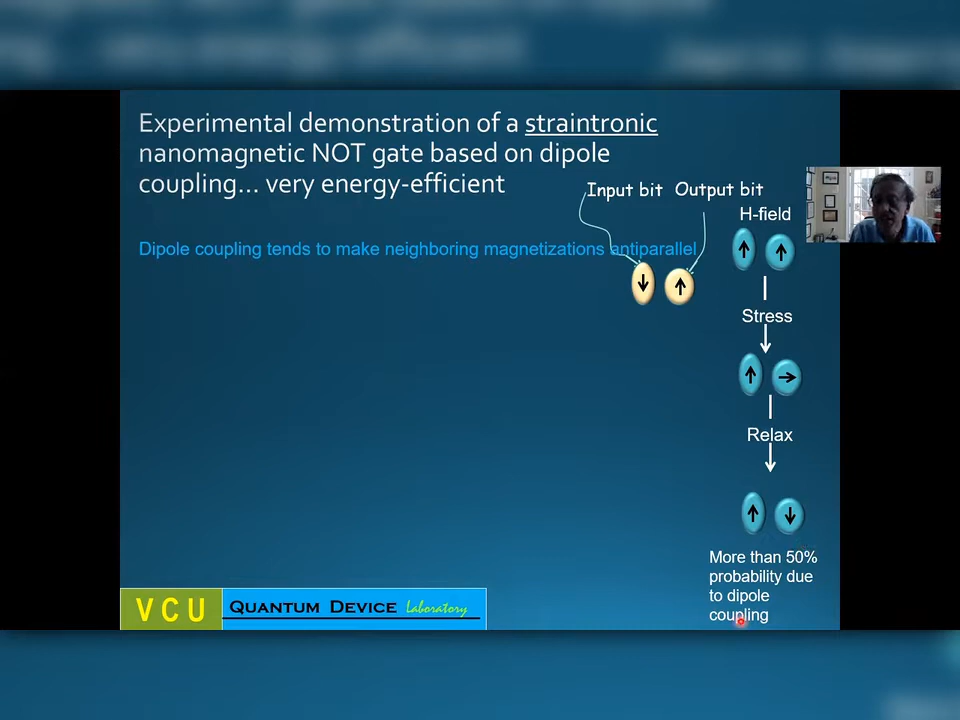 Experimental demonstration of a straintronic
nanomagnetic NOT gate based on dipole
coupling... very energy-efficient
Input bit Output bit
H-field
Dipole coupling tends to make neighboring magnetizations antiparallel
Stress
Relax
More than 50%
probability due
to dipole
coupling
VCU QUANTUM DEVICE Laboratory